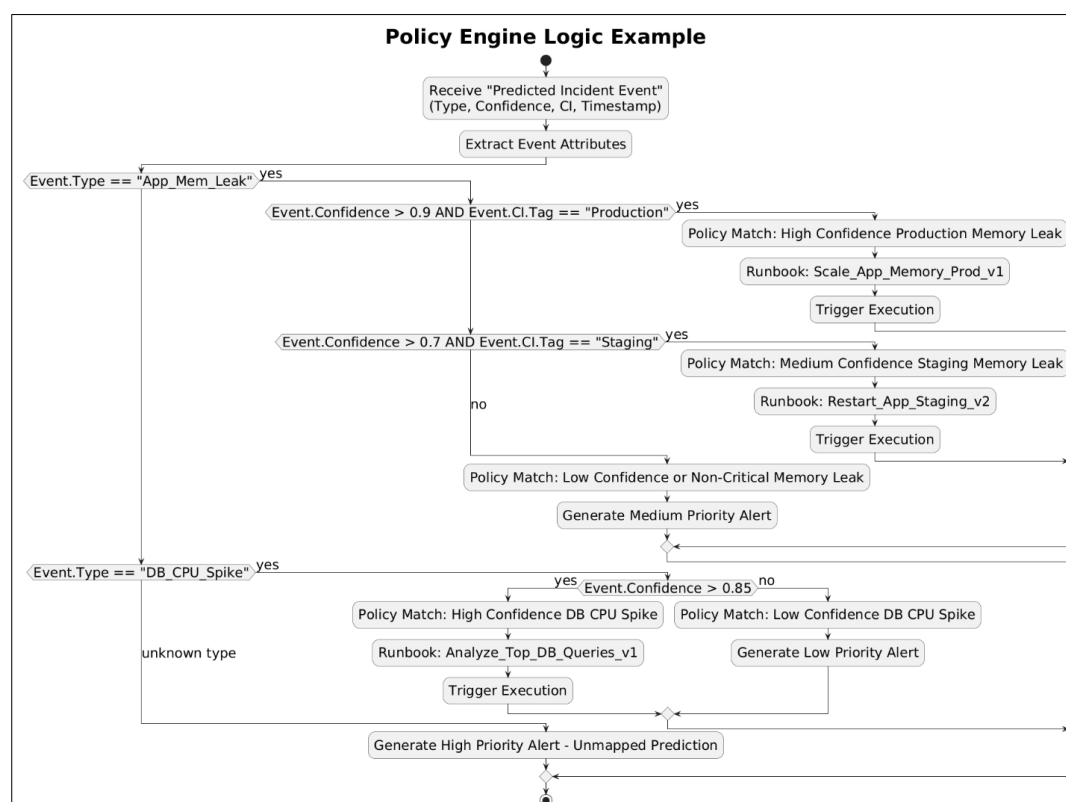 Policy Engine Logic Example
Receive "Predicted Incident Event"
(Type, Confidence, CI, Timestamp)
Extract Event Attributes
Event.Type == "App_Mem_Leak"
yes
Event.Confidence > 0.9 AND Event.CI.Tag == "Production"
yes
Policy Match: High Confidence Production Memory Leak
Runbook: Scale_App_Memory_Prod_v1
Trigger Execution
Event.Confidence > 0.7 AND Event.CI.Tag == "Staging"
yes
Policy Match: Medium Confidence Staging Memory Leak
Runbook: Restart_App_Staging_v2
Trigger Execution
no
Policy Match: Low Confidence or Non-Critical Memory Leak
Generate Medium Priority Alert
Event.Type == "DB_CPU_Spike"
yes
Event.Confidence > 0.85
yes
Policy Match: High Confidence DB CPU Spike
Runbook: Analyze_Top_DB_Queries_v1
Trigger Execution
no
Policy Match: Low Confidence DB CPU Spike
Generate Low Priority Alert
unknown type
Generate High Priority Alert - Unmapped Prediction